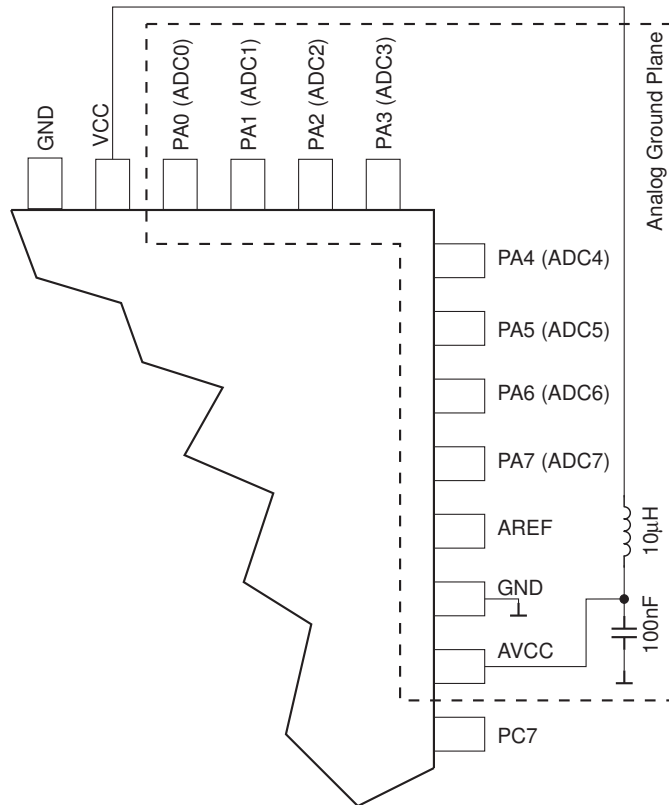 GND
VCC
PA0 (ADC0)
PA1 (ADC1)
PA2 (ADC2)
PA3 (ADC3)
Analog Ground Plane
PA4 (ADC4)
PA5 (ADC5)
PA6 (ADC6)
PA7 (ADC7)
AREF
10µH
GND
AVCC
100nF
PC7